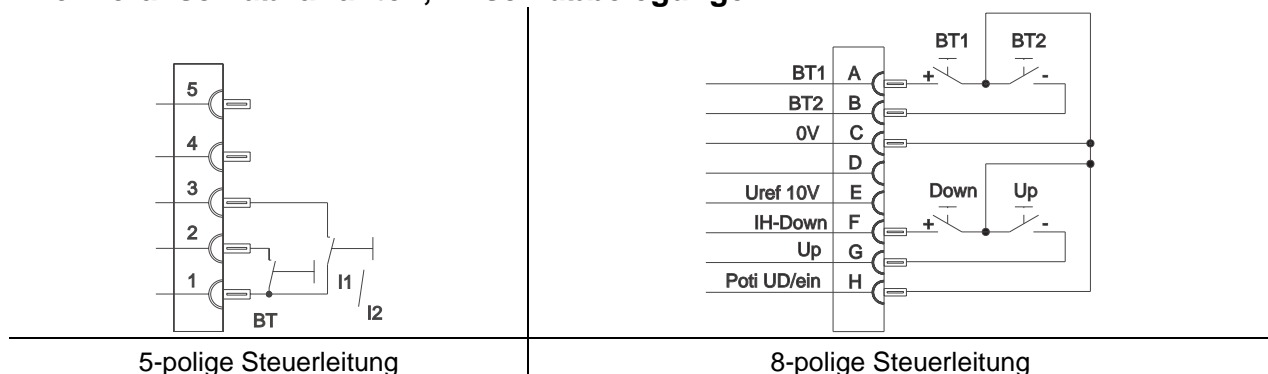 5
4
3
2
1
BT
I1
I2
5-polige Steuerleitung
BT1 BT2
BT1 A + -
BT2 B
0V C
D
Uref 10V E
Down Up
IH-Down F + -
Up G
Poti UD/ein H
8-polige Steuerleitung